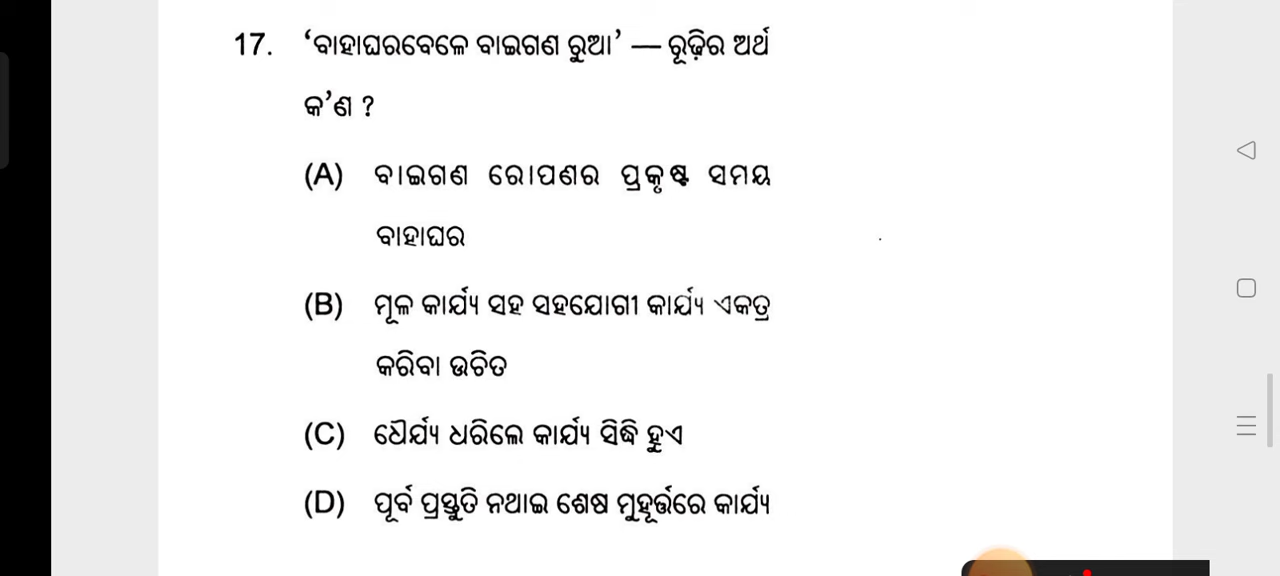 17. ‘ବାହାଘରବେଳେ ବାଇଗଣ ରୁଆ’ — ରୂଢ଼ିର ଅର୍ଥ
କ’ଣ ?
(A) ବାଇଗଣ ରୋପଣର ପ୍ରକୃଷ୍ଟ ସମୟ
ବାହାଘର
(B) ମୂଳ କାର୍ଯ୍ୟ ସହ ସହଯୋଗୀ କାର୍ଯ୍ୟ ଏକତ୍ର
କରିବା ଉଚିତ
(C) ଧୈର୍ଯ୍ୟ ଧରିଲେ କାର୍ଯ୍ୟ ସିଦ୍ଧି ହୁଏ
(D) ପୂର୍ବ ପ୍ରସ୍ତୁତି ନଥାଇ ଶେଷ ମୁହୂର୍ତ୍ତରେ କାର୍ଯ୍ୟ